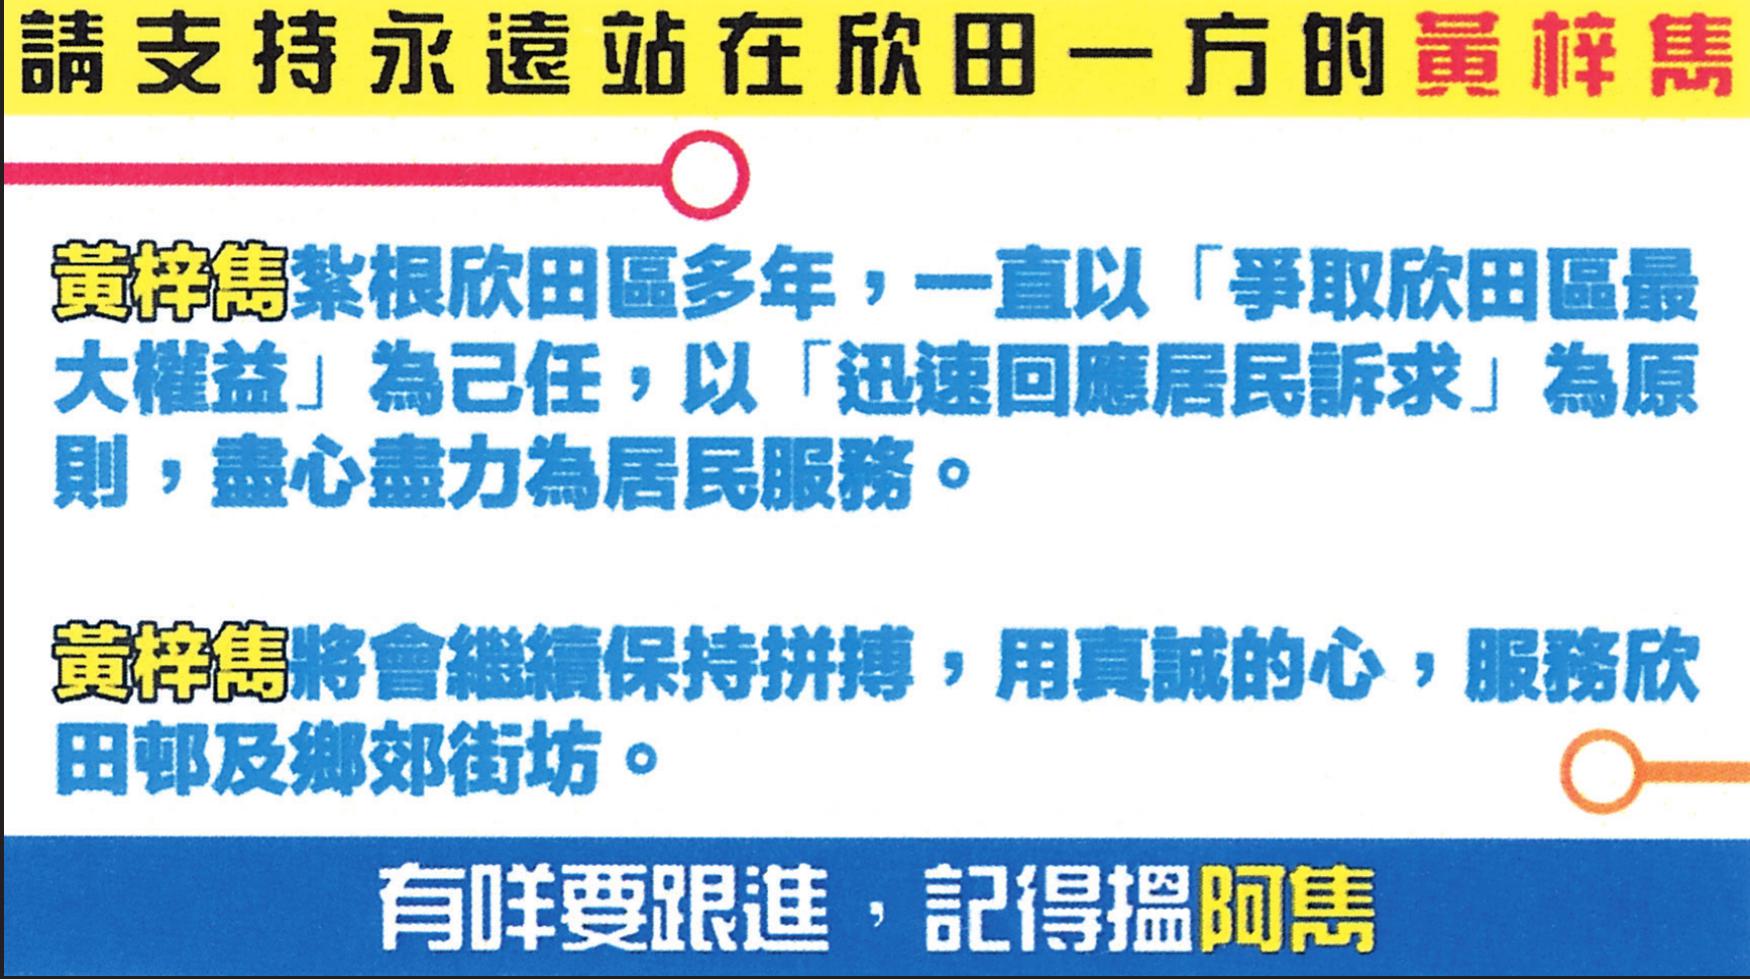 請支持永遠站在欣田一方的黃梓雋
黃梓雋紮根欣田區多年，一直以「爭取欣田區最
大權益」為己任，以「迅速回應居民訴求」為原
則，盡心盡力為居民服務。
黃梓雋將會繼續保持拼搏，用真誠的心，服務欣
田邨及鄉郊街坊。
有咩要跟進，記得搵阿雋